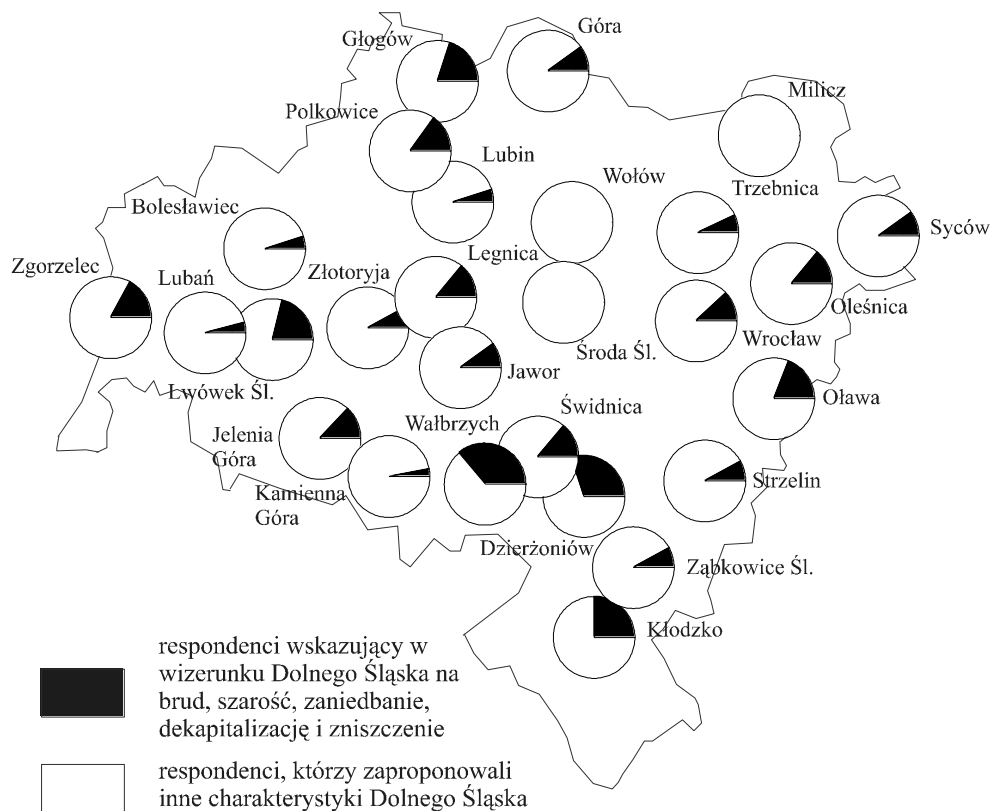 Góra
Głogów
Milicz
Polkowice
Lubin
Wołów
Trzebnica
Bolesławiec
Syców
Legnica
Zgorzelec
Lubań
Złotoryja
Oleśnica
Wrocław
Środa Śl.
Jawor
Lwówek Śl.
Oława
Świdnica
Wałbrzych
Jelenia
Góra
Strzelin
Kamienna
Góra
Dzierżoniów
Ząbkowice Śl.
Kłodzko
respondenci wskazujący w
wizerunku Dolnego Śląska na
brud, szarość, zaniedbanie,
dekapitalizację i zniszczenie
respondenci, którzy zaproponowali
inne charakterystyki Dolnego Śląska